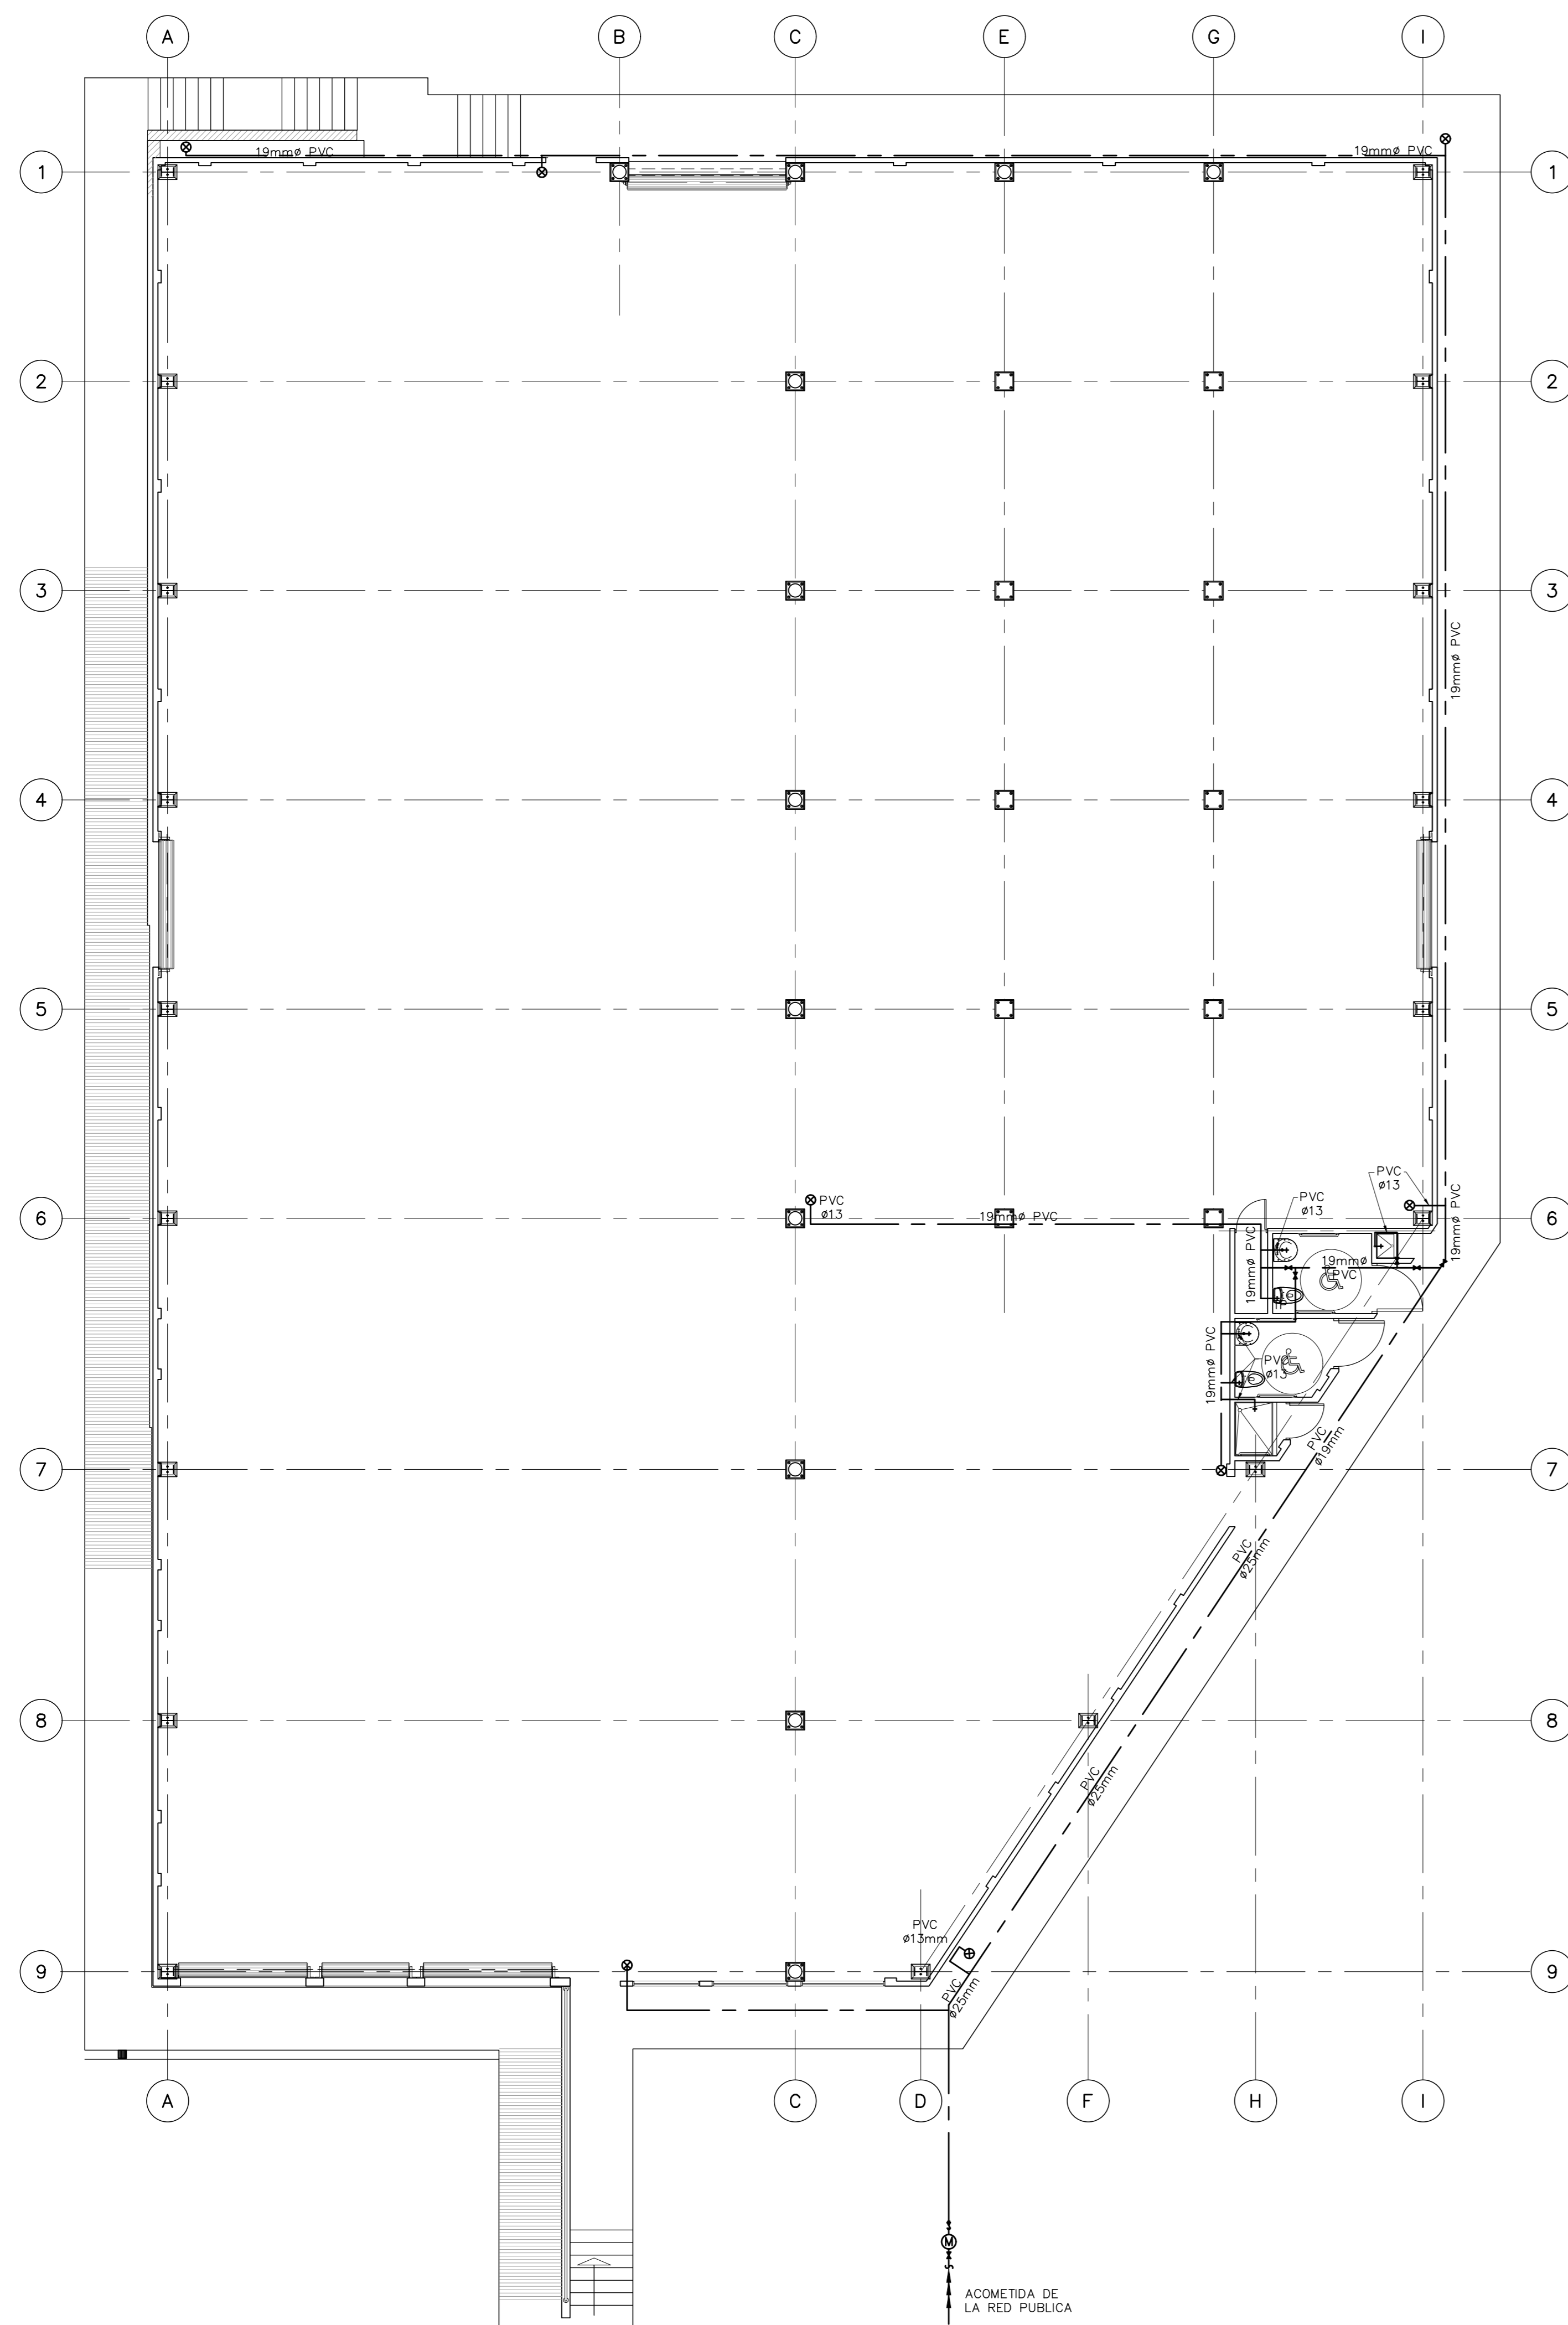 A
B
C
E
G
I
19mmø PVC
19mmø PVC
1
1
2
2
3
3
19mmø PVC
4
4
5
5
PVC
ø13
PVC
ø13
PVC
ø13
6
19mmø PVC
19mmø PVC
6
19mmø PVC
19mmø
PVC
19mmø PVC
PVC
ø13
PVC
ø19mm
7
7
PVC
ø25mm
8
8
PVC
ø25mm
PVC
ø13mm
9
9
PVC
ø25mm
A
C
D
F
H
I
M
ACOMETIDA DE
LA RED PUBLICA